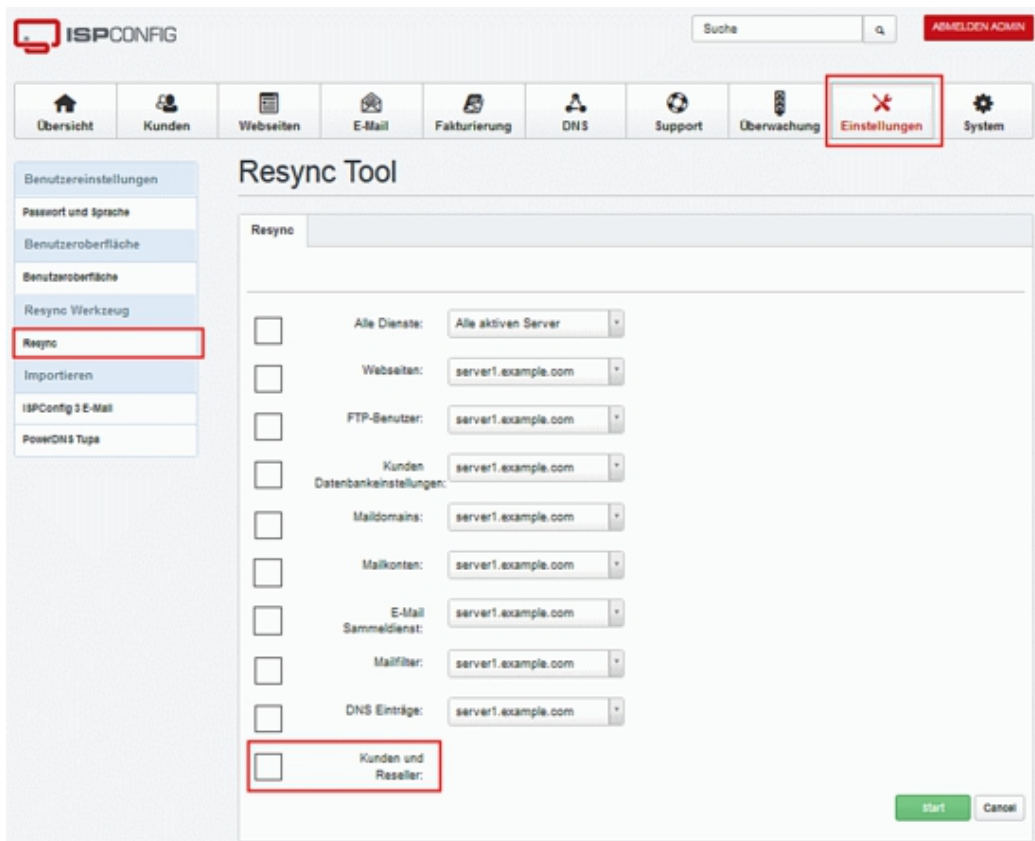 ISPCONFIG
Suche
ABMELDEN ADMIN
Übersicht
Kunden
Webseiten
E-Mail
Fakturierung
DNS
Support
Überwachung
Einstellungen
System
Benutzereinstellungen
Passwort und Sprache
Benutzeroberfläche
Benutzeroberfläche
Resync Werkzeug
Resync
Importieren
ISPConfig 3 E-Mail
PowerDNS Tupa
Resync Tool
Resync
Alle Dienste: Alle aktiven Server
Webseiten: server1.example.com
FTP-Benutzer: server1.example.com
Kunden
Datenbankeinstellungen: server1.example.com
Maildomains: server1.example.com
Mailkonten: server1.example.com
E-Mail
Sammeldienst: server1.example.com
Mailfilter: server1.example.com
DNS Einträge: server1.example.com
Kunden und
Reseller:
Start
Cancel